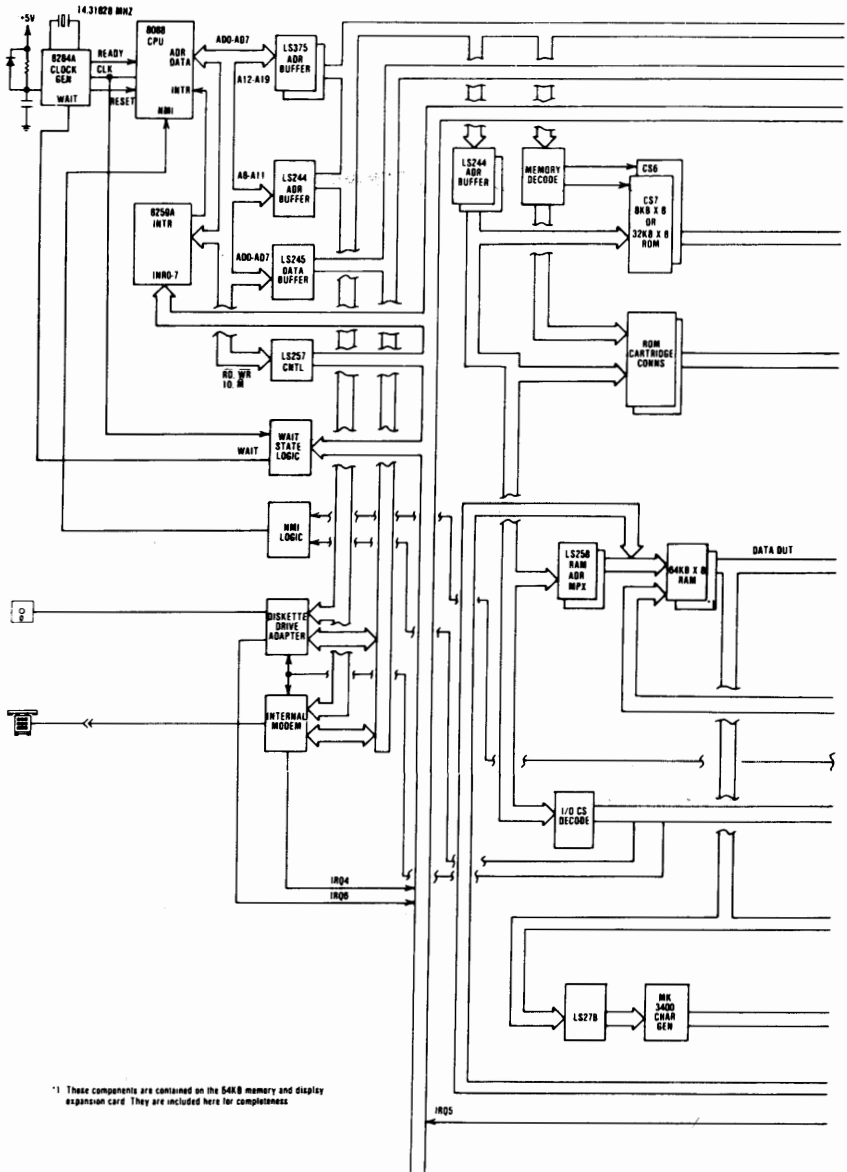 14.31828 MHZ
+5V
8284A
CLOCK
GEN
WAIT
READY
CLK
RESET
8088
CPU
ADR
DATA
INTR
NMI
AD0-AD7
A12-A19
LS375
ADR
BUFFER
A8-A11
LS244
ADR
BUFFER
8259A
INTR
INR0-7
AD0-AD7
LS245
DATA
BUFFER
LS257
CNTL
RD, WR
IO, M
WAIT
WAIT
STATE
LOGIC
NMI
LOGIC
DISKETTE
DRIVE
ADAPTER
INTERNAL
MODEM
IRQ4
IRQ6
LS244
ADR
BUFFER
MEMORY
DECODE
CS6
CS7
8KB X 8
OR
32KB X 8
ROM
ROM
CARTRIDGE
CONNS
LS258
RAM
ADR
MPX
64KB X 8
RAM
DATA OUT
I/O CS
DECODE
LS27B
MK
3400
CHAR
GEN
IRQ5
*1 These components are contained on the 64KB memory and display
expansion card They are included here for completeness